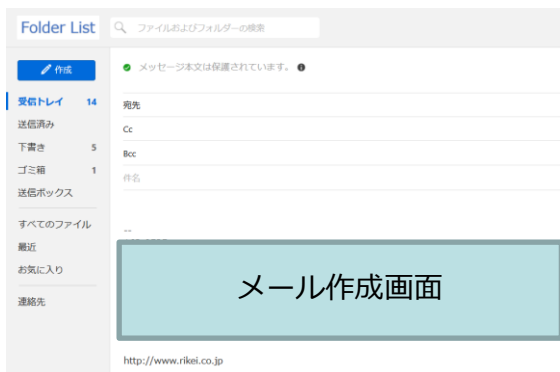 Folder List
ファイルおよびフォルダーの検索
作成
メッセージ本文は保護されています。
受信トレイ 14
送信済み
下書き 5
ゴミ箱 1
送信ボックス
すべてのファイル
最近
お気に入り
連絡先
宛先
Cc
Bcc
件名
--
メール作成画面
http://www.rikei.co.jp